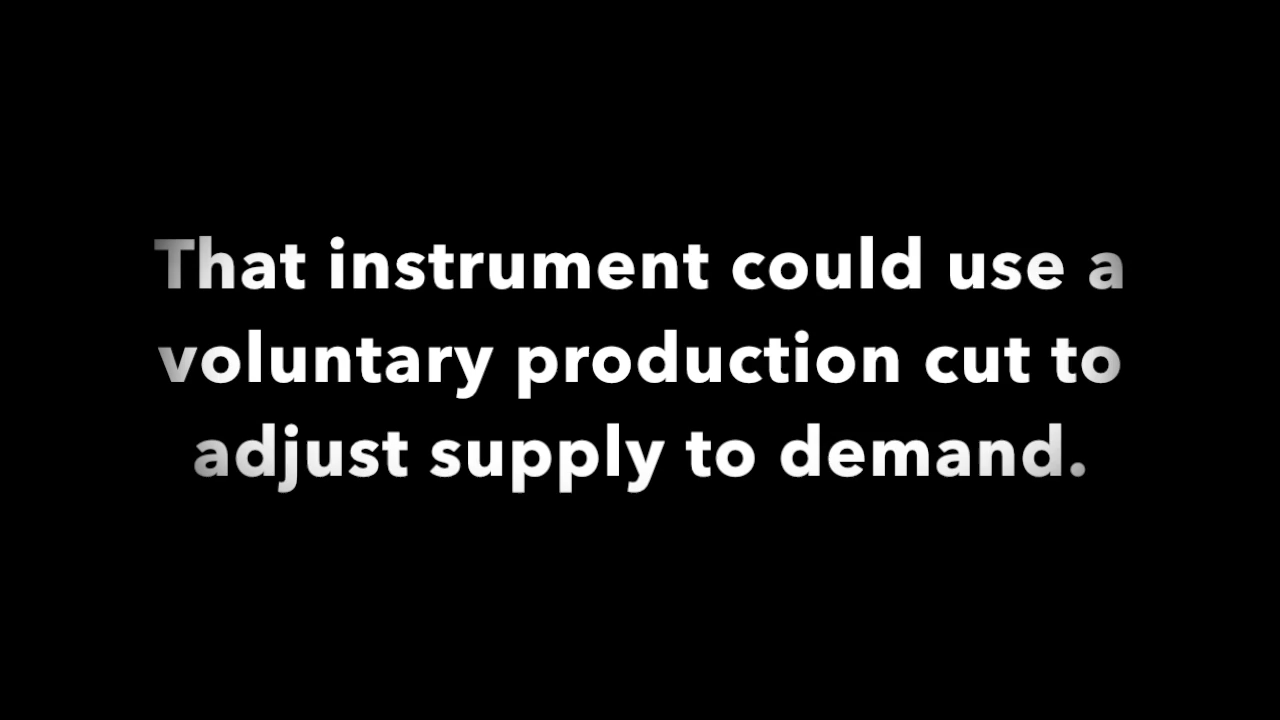 That instrument could use a
voluntary production cut to
adjust supply to demand.